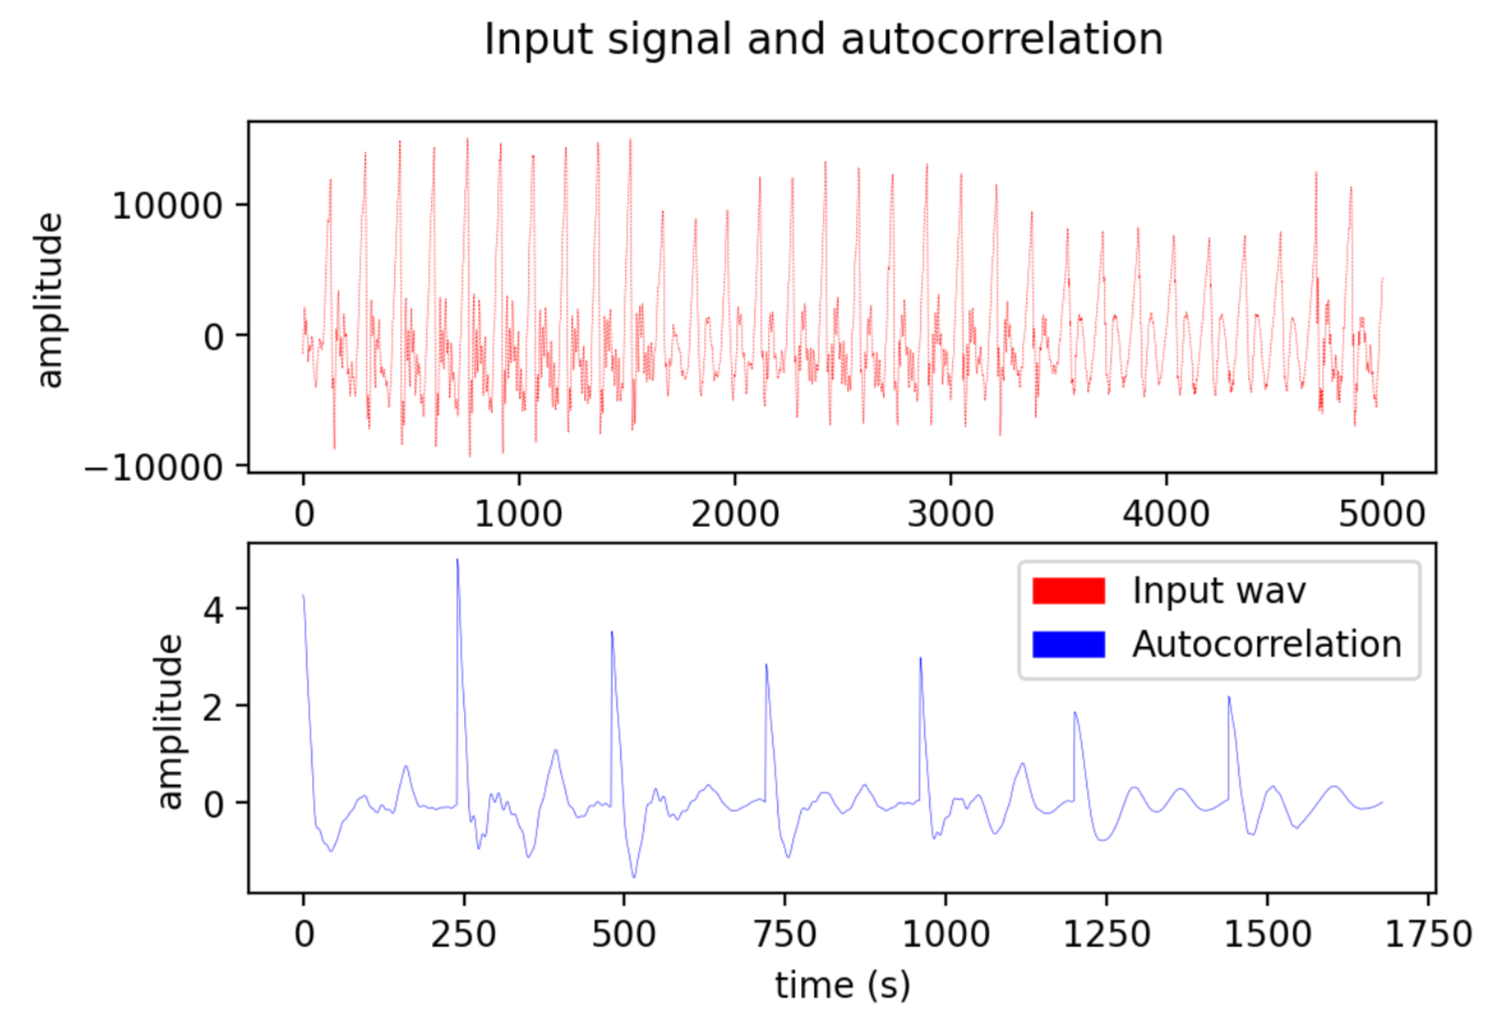 Input signal and autocorrelation
amplitude
10000
0
−10000
0 1000 2000 3000 4000 5000
amplitude
4
2
0
Input wav
Autocorrelation
0 250 500 750 1000 1250 1500 1750
time (s)